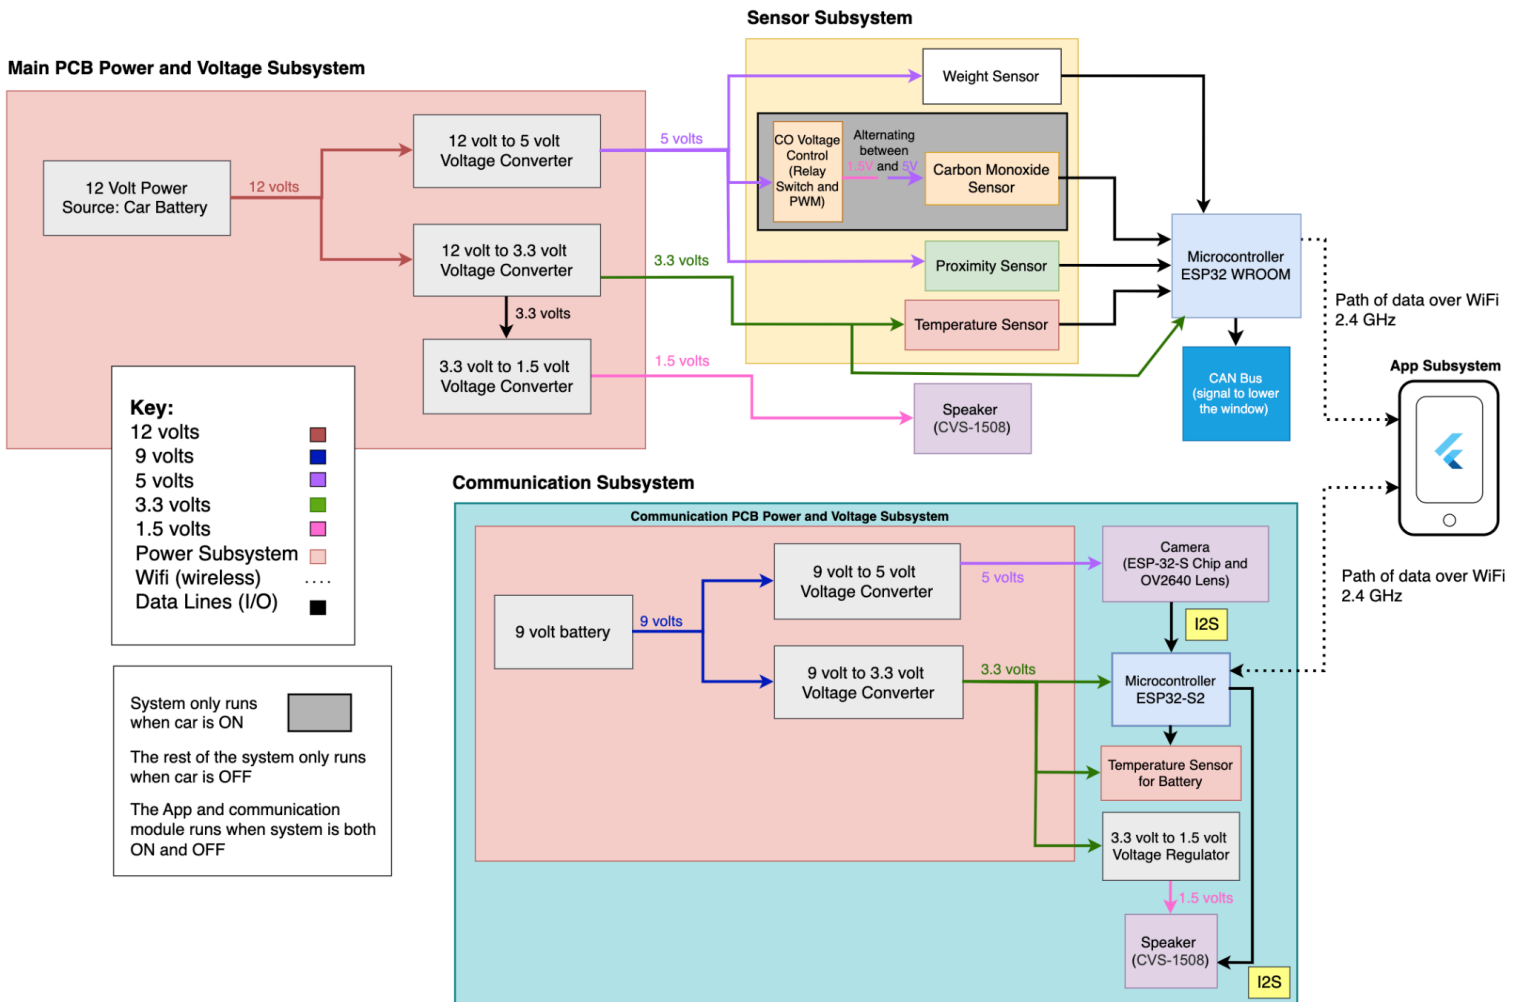 Sensor Subsystem
Main PCB Power and Voltage Subsystem
12 Volt Power
Source: Car Battery
12 volts
12 volt to 5 volt
Voltage Converter
12 volt to 3.3 volt
Voltage Converter
3.3 volts
3.3 volt to 1.5 volt
Voltage Converter
5 volts
3.3 volts
1.5 volts
Weight Sensor
CO Voltage
Control
(Relay
Switch and
PWM)
Alternating
between
1.5V and 5V
Carbon Monoxide
Sensor
Proximity Sensor
Temperature Sensor
Speaker
(CVS-1508)
Microcontroller
ESP32 WROOM
CAN Bus
(signal to lower
the window)
Path of data over WiFi
2.4 GHz
App Subsystem
Path of data over WiFi
2.4 GHz
Key:
12 volts
9 volts
5 volts
3.3 volts
1.5 volts
Power Subsystem
Wifi (wireless)
Data Lines (I/O)
System only runs
when car is ON
The rest of the system only runs
when car is OFF
The App and communication
module runs when system is both
ON and OFF
Communication Subsystem
Communication PCB Power and Voltage Subsystem
9 volt battery
9 volts
9 volt to 5 volt
Voltage Converter
9 volt to 3.3 volt
Voltage Converter
5 volts
3.3 volts
Camera
(ESP-32-S Chip and
OV2640 Lens)
I2S
Microcontroller
ESP32-S2
Temperature Sensor
for Battery
3.3 volt to 1.5 volt
Voltage Regulator
1.5 volts
Speaker
(CVS-1508)
I2S